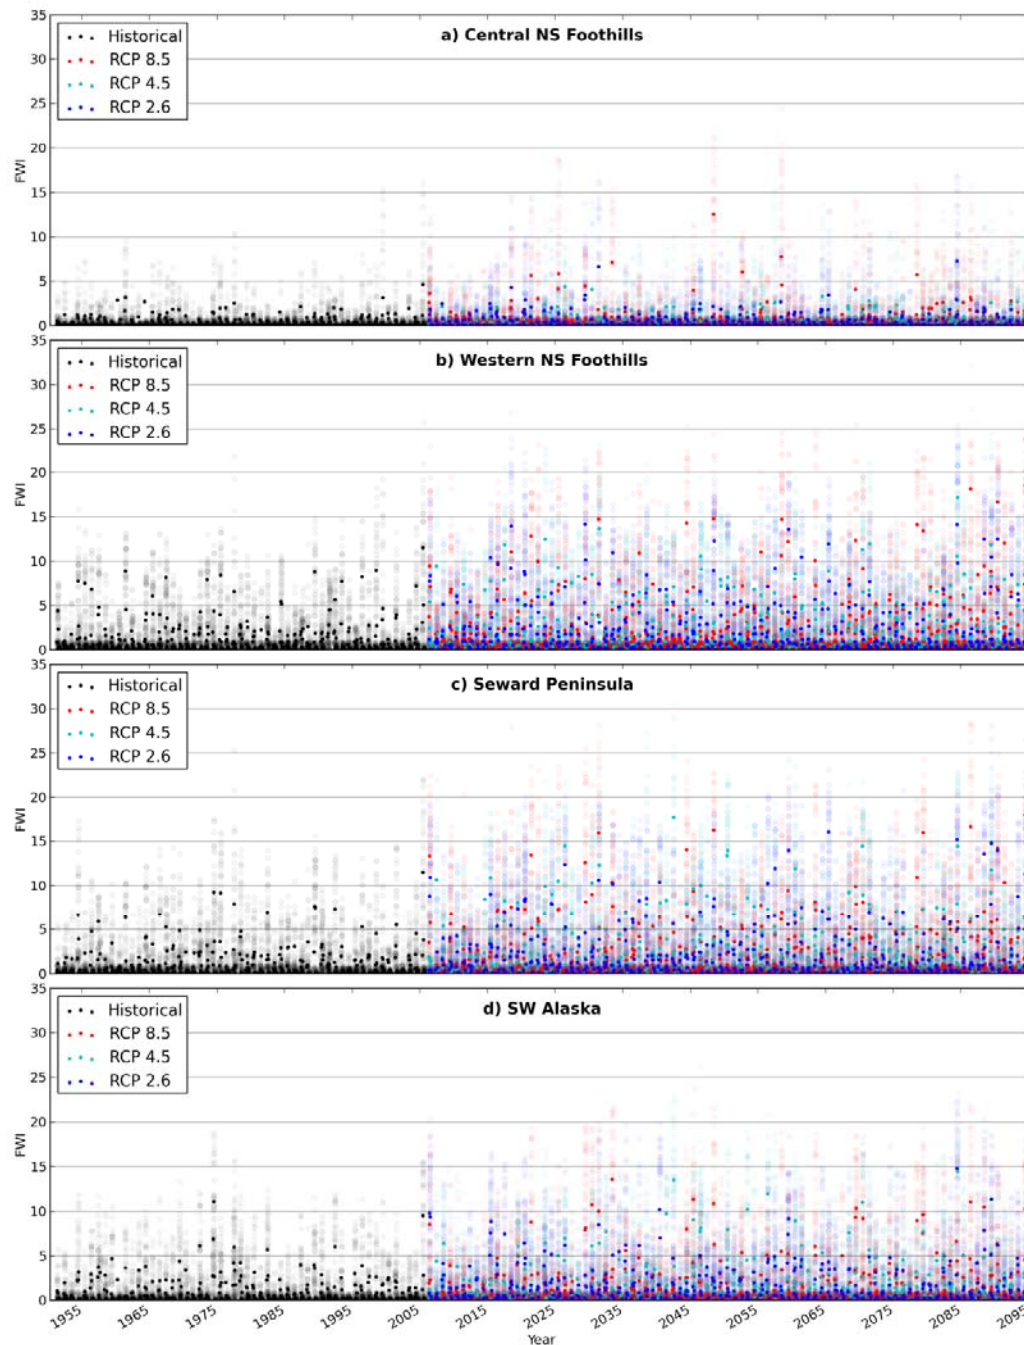 35
a) Central NS Foothills
Historical
RCP 8.5
RCP 4.5
RCP 2.6
30
25
20
15
10
5
0
FWI
35
b) Western NS Foothills
Historical
RCP 8.5
RCP 4.5
RCP 2.6
30
25
20
15
10
5
0
FWI
35
c) Seward Peninsula
Historical
RCP 8.5
RCP 4.5
RCP 2.6
30
25
20
15
10
5
0
FWI
35
d) SW Alaska
Historical
RCP 8.5
RCP 4.5
RCP 2.6
30
25
20
15
10
5
0
FWI
1955 1965 1975 1985 1995 2005 2015 2025 2035 2045 2055 2065 2075 2085 2095
Year